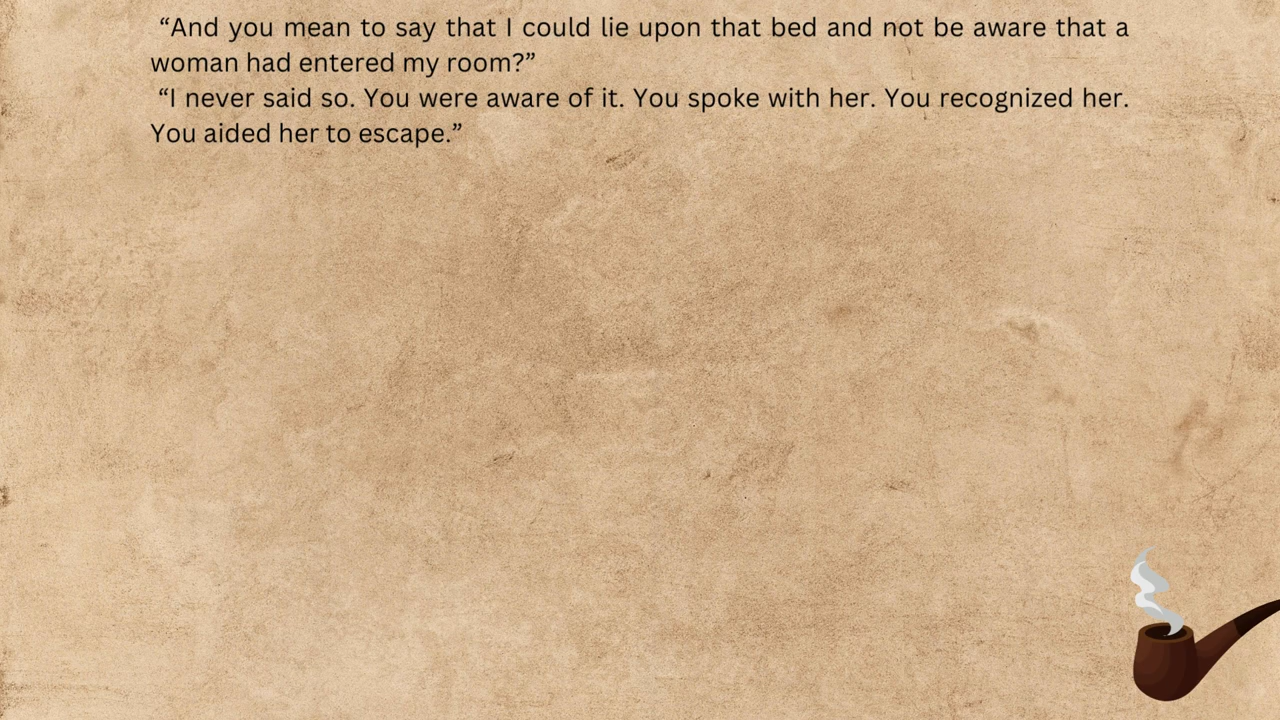 “And you mean to say that I could lie upon that bed and not be aware that a
woman had entered my room?”
“I never said so. You were aware of it. You spoke with her. You recognized her.
You aided her to escape.”